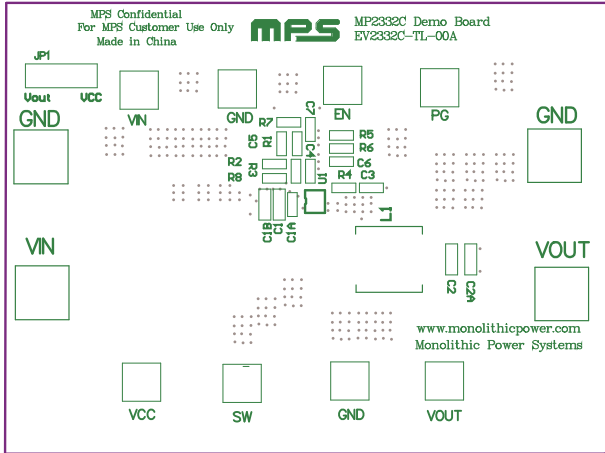 MPS Confidential
For MPS Customer Use Only
Made in China
mps
MP2332C Demo Board
EV2332C-TL-00A
JP1
Vout VCC
GND
VIN
GND
EN
PG
GND
C7
R7
C5
R1
R5
R6
C4
C6
R2
R3
R8
U1
R4 C3
L1
C1B
C1
C1A
VIN
VOUT
C2
C2A
www.monolithicpower.com
Monolithic Power Systems
VCC
SW
GND
VOUT